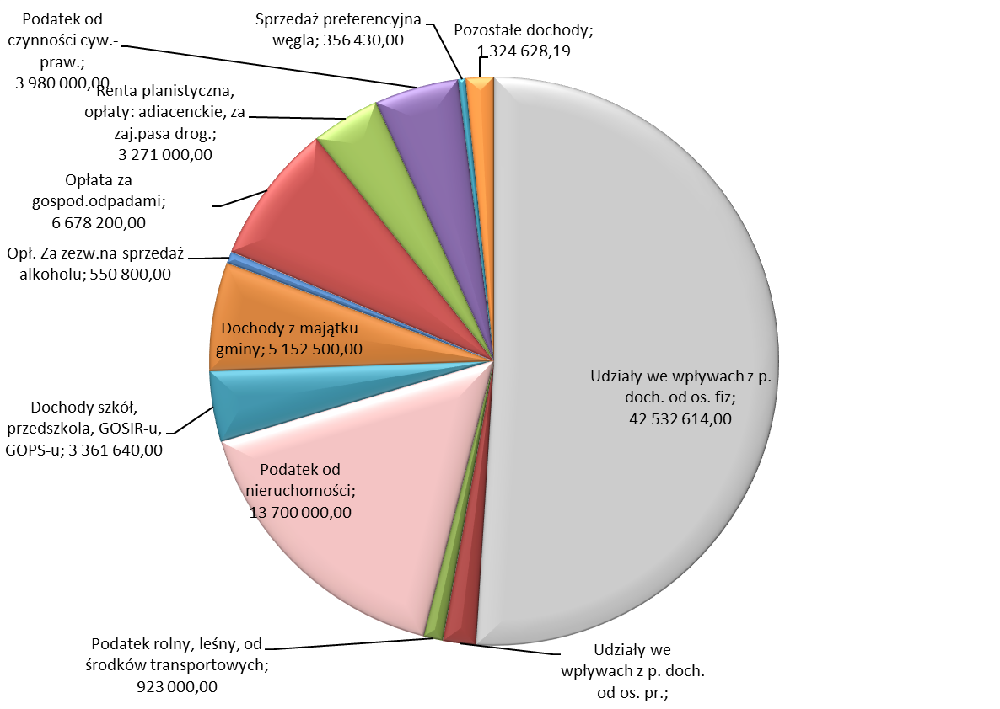 Podatek od
czynności cyw.-
praw.;
3 980 000,00
Sprzedaż preferencyjna
węgla; 356 430,00
Pozostałe dochody;
1 324 628,19
Renta planistyczna,
opłaty: adiacenckie, za
zaj.pasa drog.;
3 271 000,00
Opłata za
gospod.odpadami;
6 678 200,00
Opł. Za zezw.na sprzedaż
alkoholu; 550 800,00
Dochody z majątku
gminy; 5 152 500,00
Udziały we wpływach z p.
doch. od os. fiz;
42 532 614,00
Dochody szkół,
przedszkola, GOSIR-u,
GOPS-u; 3 361 640,00
Podatek od
nieruchomości;
13 700 000,00
Podatek rolny, leśny, od
środków transportowych;
923 000,00
Udziały we
wpływach z p. doch.
od os. pr.;